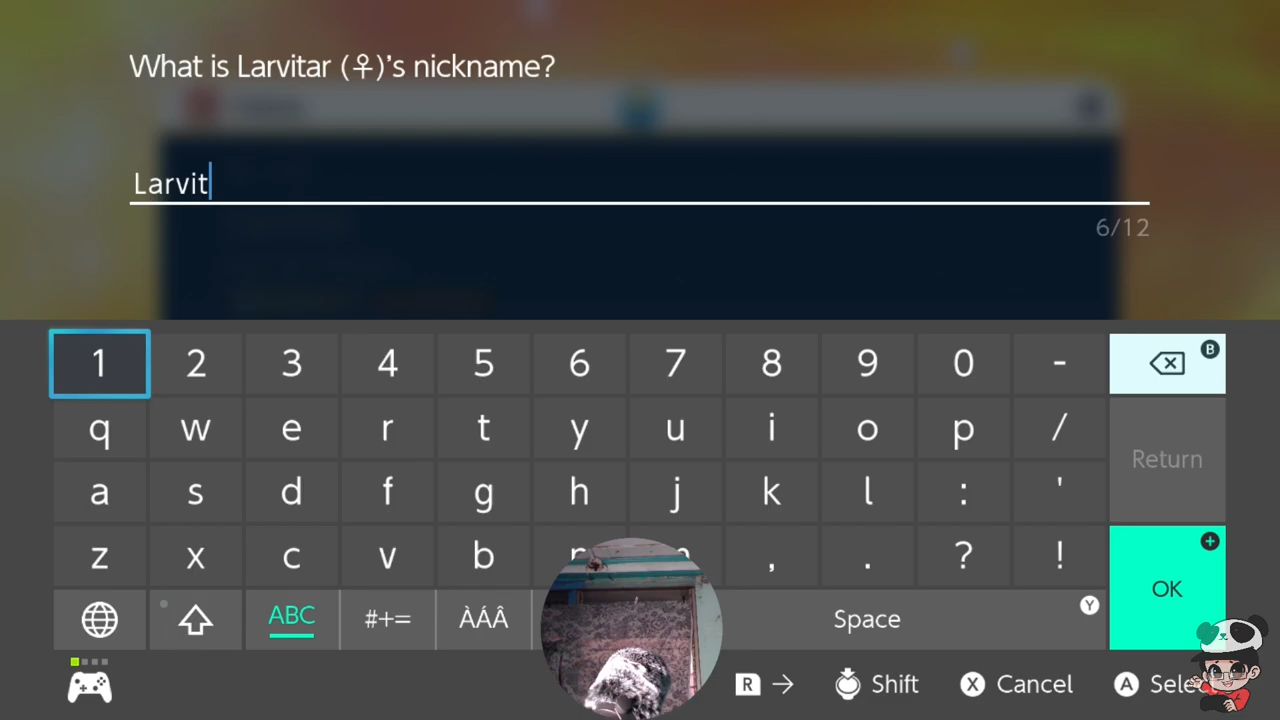 What is Larvitar (♀)'s nickname?
Larvit
6/12
1 2 3 4 5 6 7 8 9 0 - B
q w e r t y u i o p /
Return
a s d f g h j k l : '
z x c v b , . ? ! +
OK
ABC #+= ÀÁÂ Space Y
R → Shift X Cancel A Selec